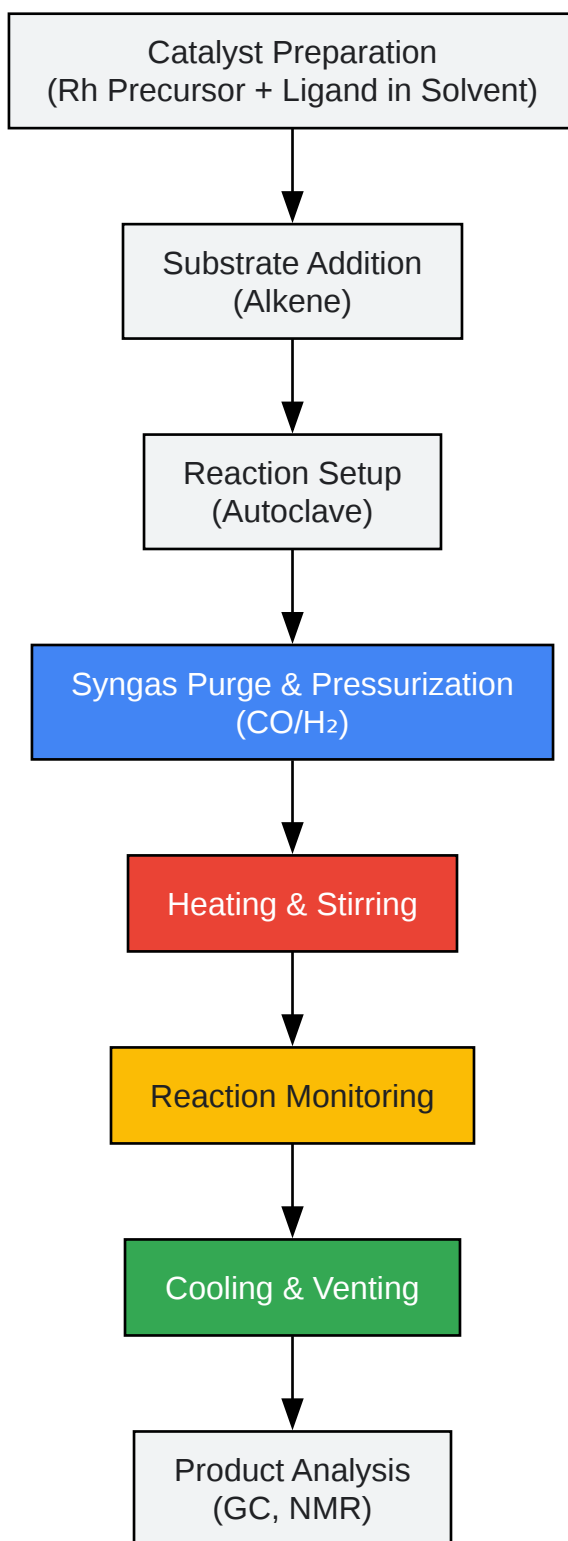 Catalyst Preparation
(Rh Precursor + Ligand in Solvent)
Substrate Addition
(Alkene)
Reaction Setup
(Autoclave)
Syngas Purge & Pressurization
(CO/H₂)
Heating & Stirring
Reaction Monitoring
Cooling & Venting
Product Analysis
(GC, NMR)